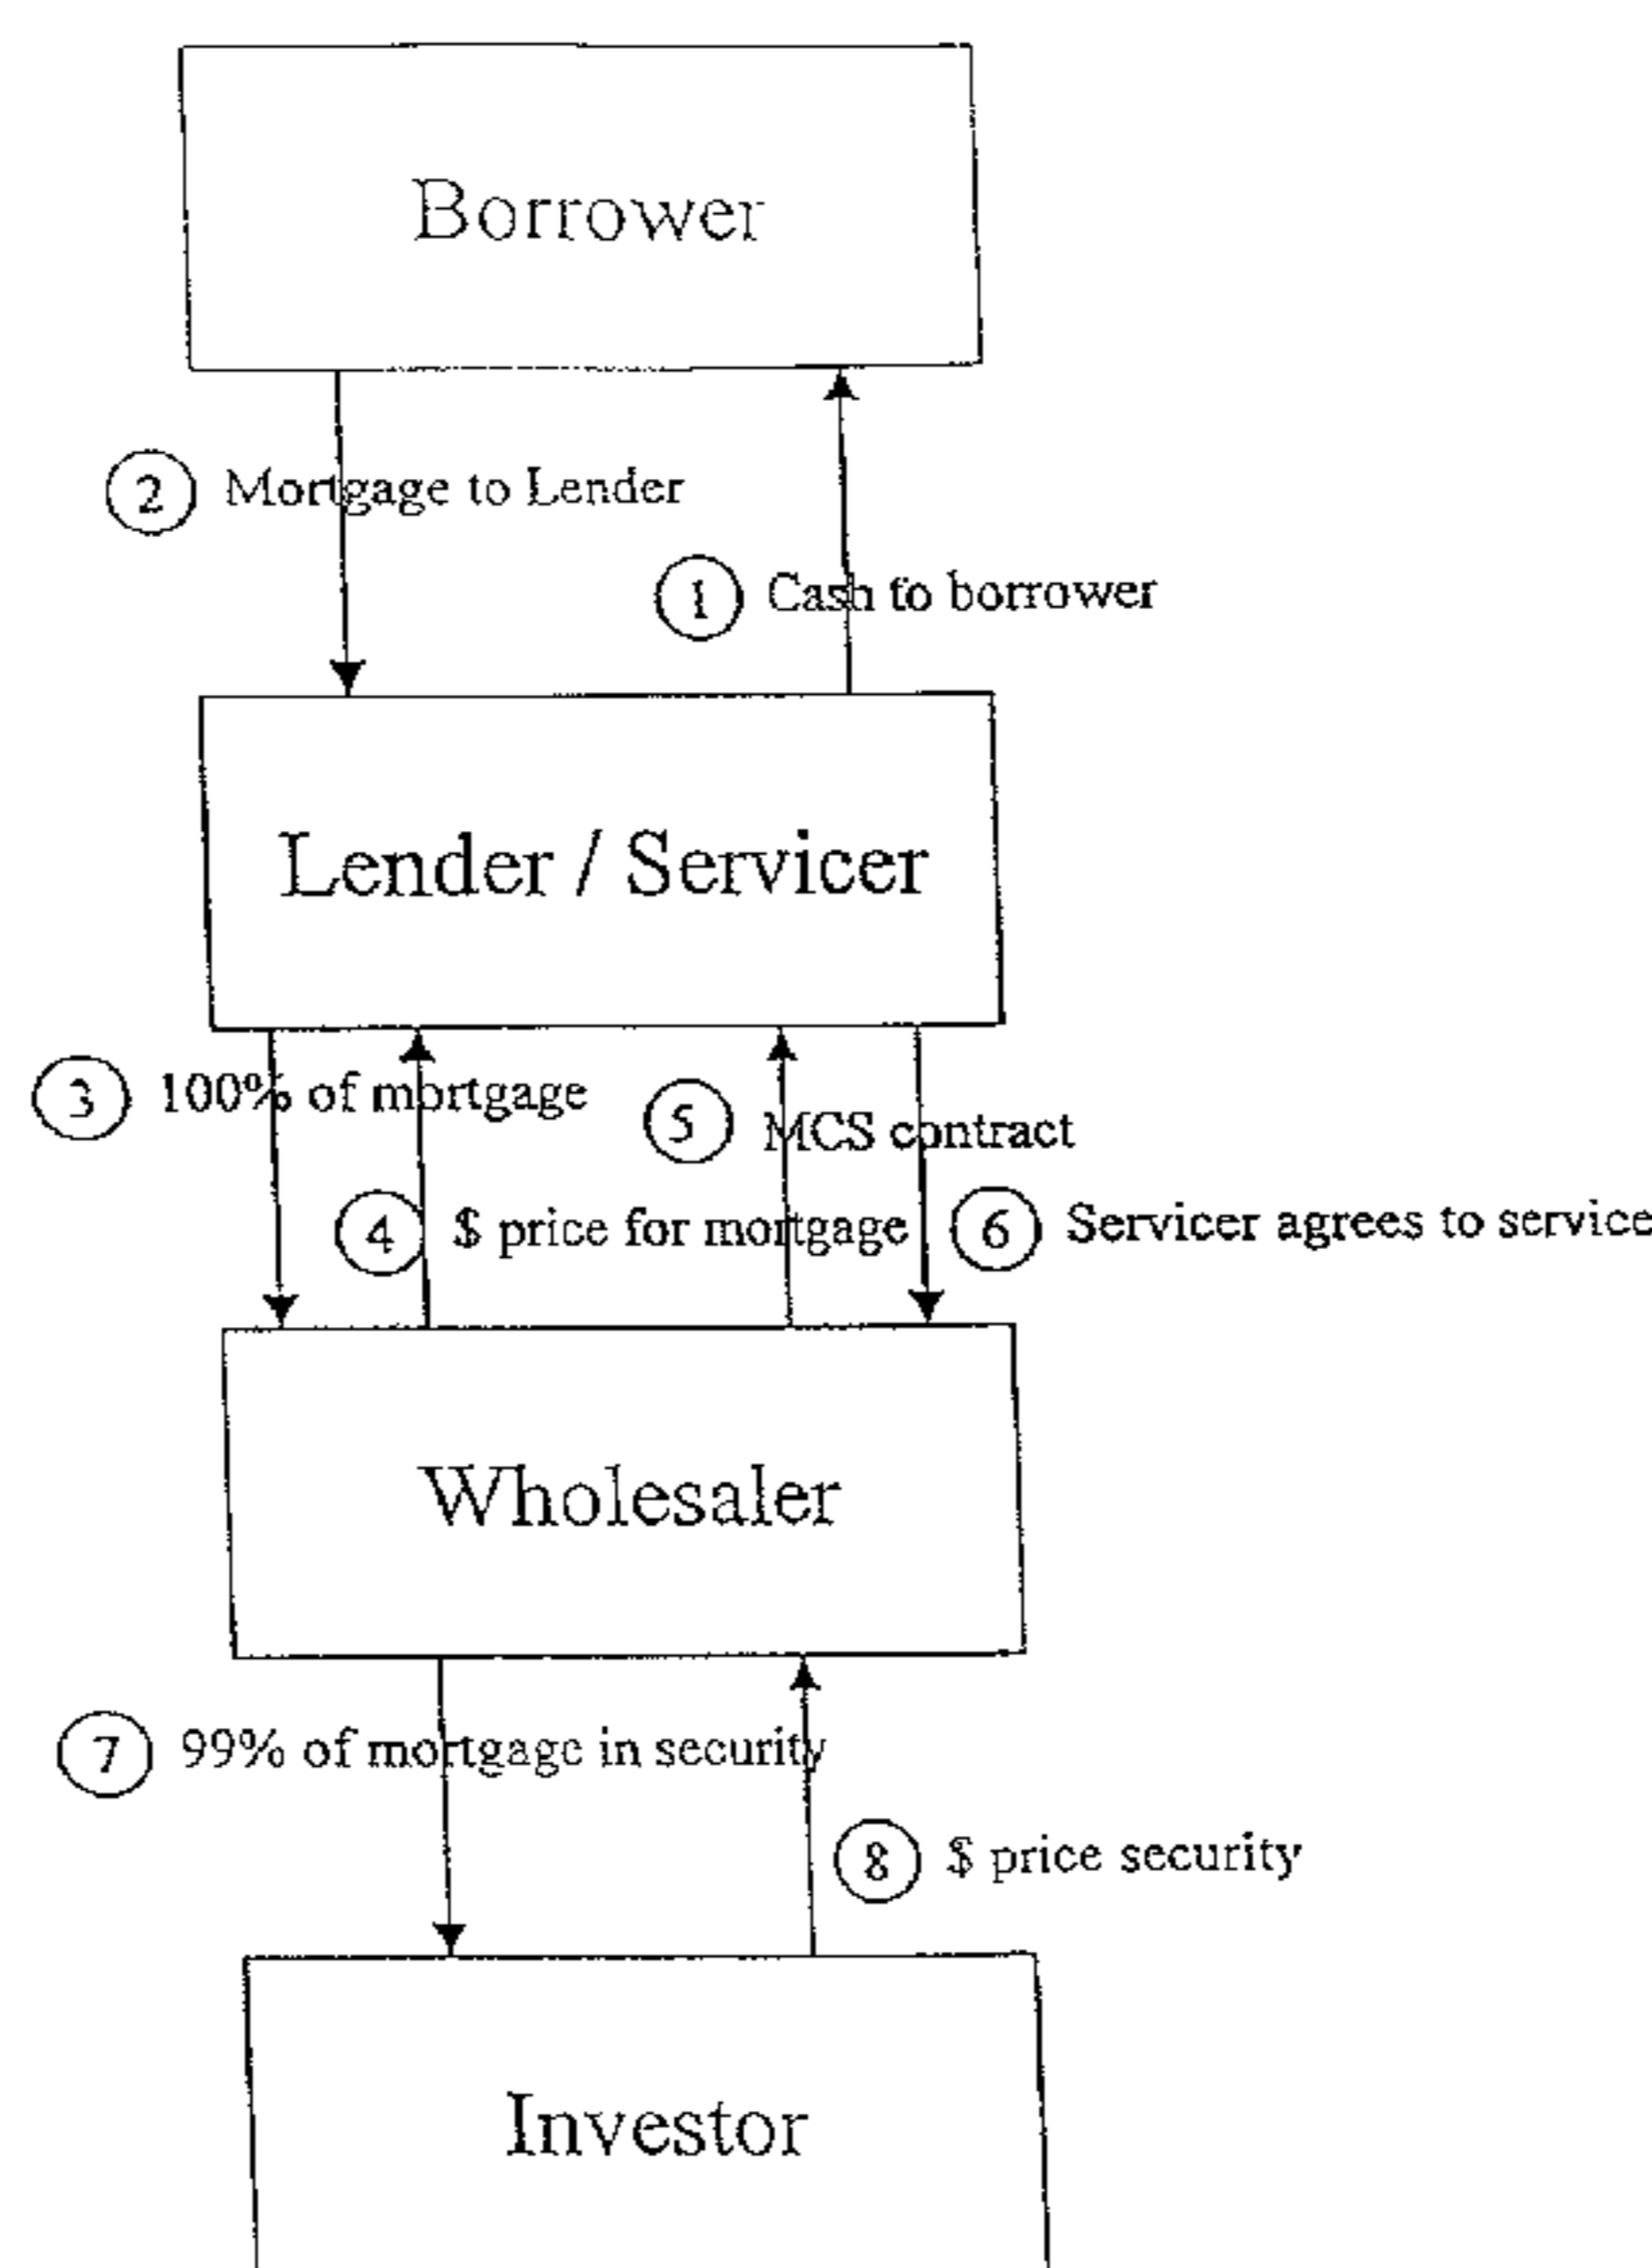 Borrower
2 Mortgage to Lender
1 Cash to borrower
Lender / Servicer
3 100% of mortgage
5 MCS contract
4 $ price for mortgage
6 Servicer agrees to service
Wholesaler
7 99% of mortgage in security
8 $ price security
Investor